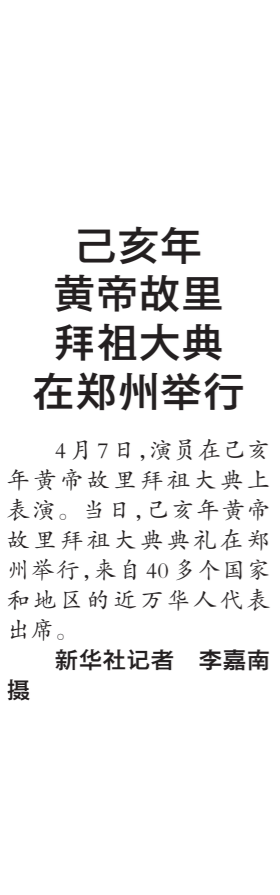 己亥年
黄帝故里
拜祖大典
在郑州举行
4月7日,演员在己亥
年黄帝故里拜祖大典上
表演。当日,己亥年黄帝
故里拜祖大典典礼在郑
州举行,来自40多个国家
和地区的近万华人代表
出席。
新华社记者　李嘉南
摄